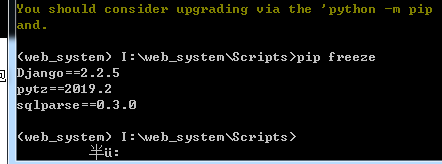 You should consider upgrading via the 'python -m pip
and.
(web_system) I:\web_system\Scripts>pip freeze
Django==2.2.5
pytz==2019.2
sqlparse==0.3.0
(web_system) I:\web_system\Scripts>
半ü: